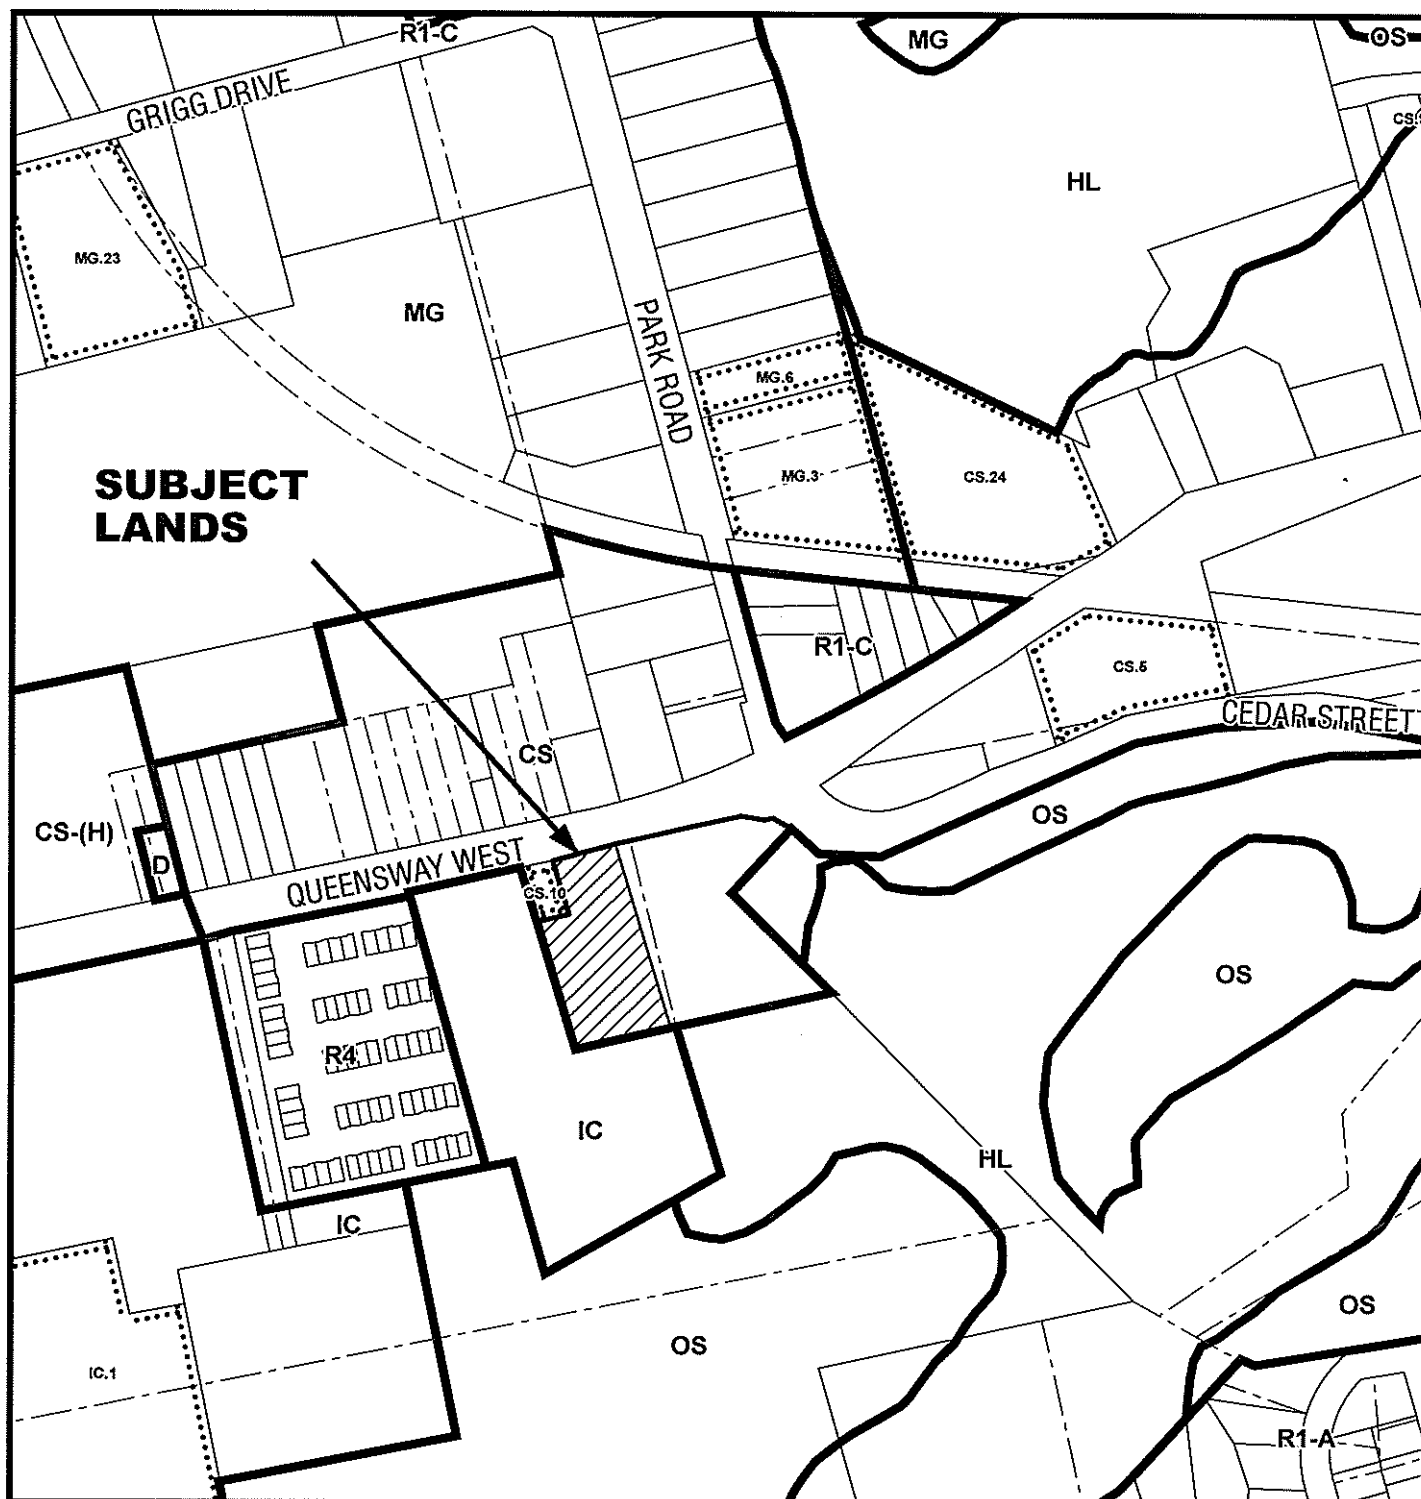 R1-C
MG
OS
GRIGG DRIVE
HL
MG.23
MG
PARK ROAD
MG.6
MG.3
CS.24
SUBJECT
LANDS
R1-C
CS.5
CEDAR STREET
CS
OS
CS-(H)
D
QUEENSWAY WEST
CS.10
OS
R4
IC
HL
IC
OS
OS
IC.1
R1-A